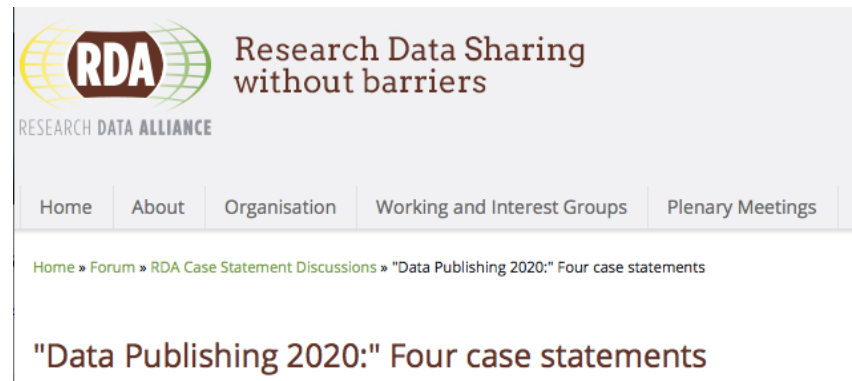 RDA
Research Data Sharing
without barriers
RESEARCH DATA ALLIANCE
Home About Organisation Working and Interest Groups Plenary Meetings
Home » Forum » RDA Case Statement Discussions » "Data Publishing 2020:" Four case statements
"Data Publishing 2020:" Four case statements